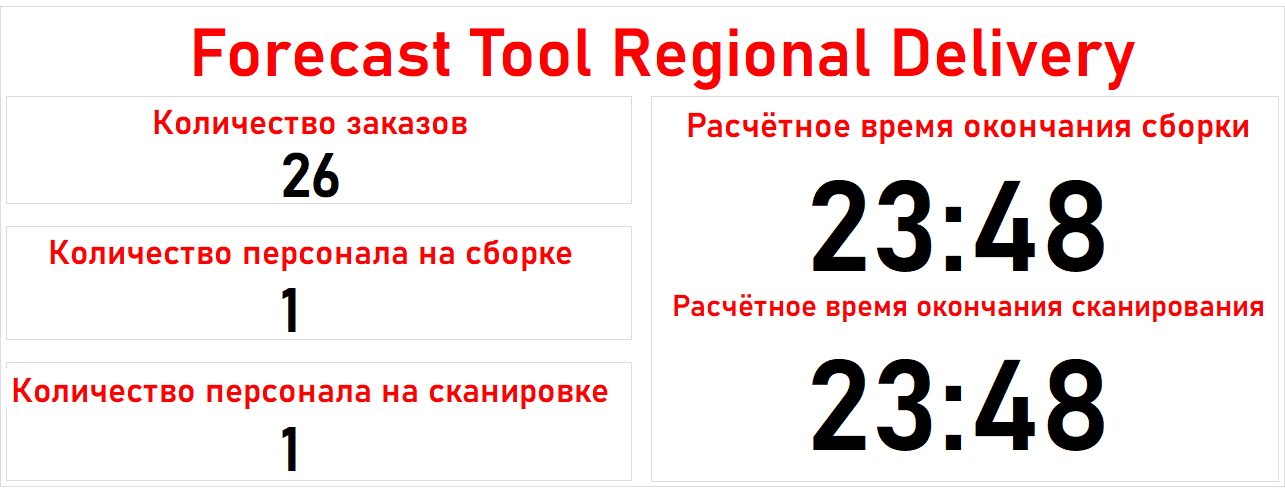 Forecast Tool Regional Delivery
Количество заказов
26
Количество персонала на сборке
1
Количество персонала на сканировке
1
Расчётное время окончания сборки
23:48
Расчётное время окончания сканирования
23:48